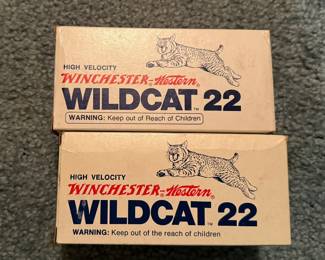 HIGH VELOCITY
WINCHESTER-Western®
WILDCAT™ 22
WARNING: Keep out of Reach of Children
HIGH VELOCITY
WINCHESTER-Western®
WILDCAT 22
WARNING: Keep out of the reach of children